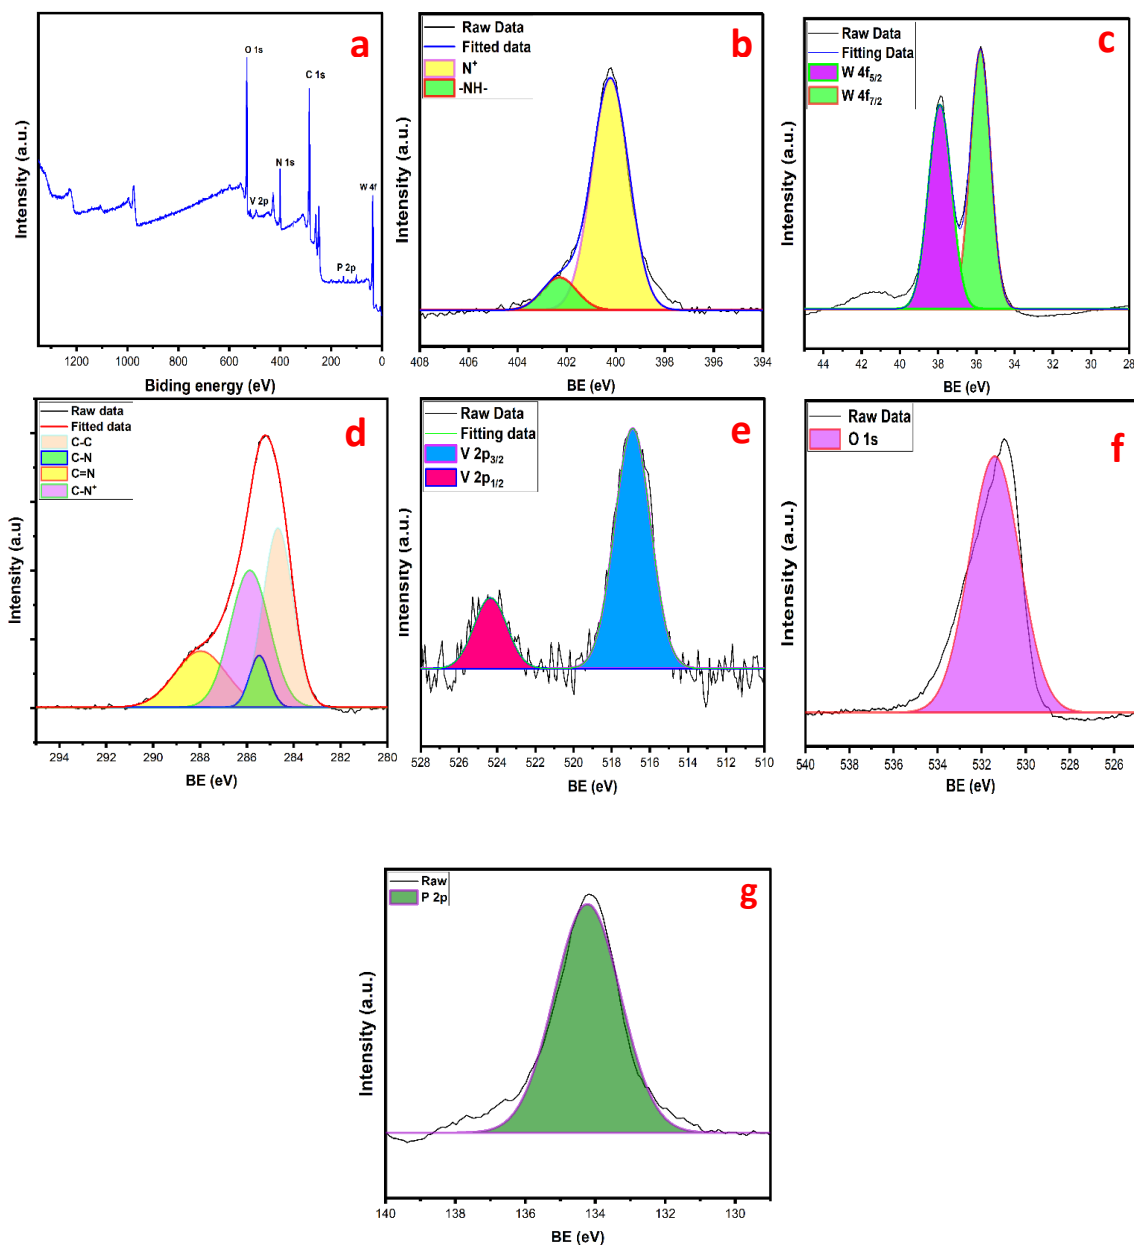 a
O 1s
C 1s
N 1s
W 4f
V 2p
P 2p
Intensity (a.u.)
1200 1000 800 600 400 200 0
Biding energy (eV)
b
Raw Data
Fitted data
N⁺
-NH-
Intensity (a.u.)
408 406 404 402 400 398 396 394
BE (eV)
c
Raw Data
Fitting Data
W 4f5/2
W 4f7/2
Intensity (a.u.)
44 42 40 38 36 34 32 30 28
BE (eV)
d
Raw data
Fitted data
C-C
C-N
C=N
C-N⁺
Intensity (a.u)
294 292 290 288 286 284 282 280
BE (eV)
e
Raw Data
Fitting data
V 2p3/2
V 2p1/2
Intensity (a.u.)
528 526 524 522 520 518 516 514 512 510
BE (eV)
f
Raw Data
O 1s
Intensity (a.u.)
540 538 536 534 532 530 528 526
BE (eV)
g
Raw
P 2p
Intensity (a.u.)
140 138 136 134 132 130
BE (eV)